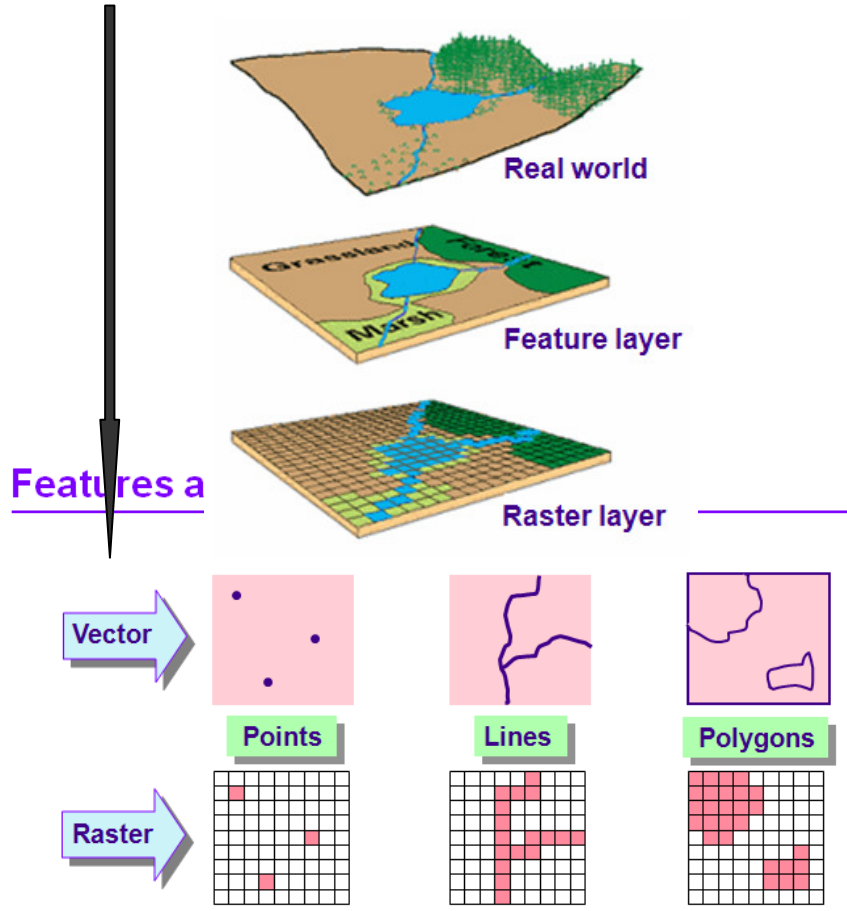 Real world
Grassland
Forest
Marsh
Feature layer
Features a
Raster layer
Vector
Points
Lines
Polygons
Raster